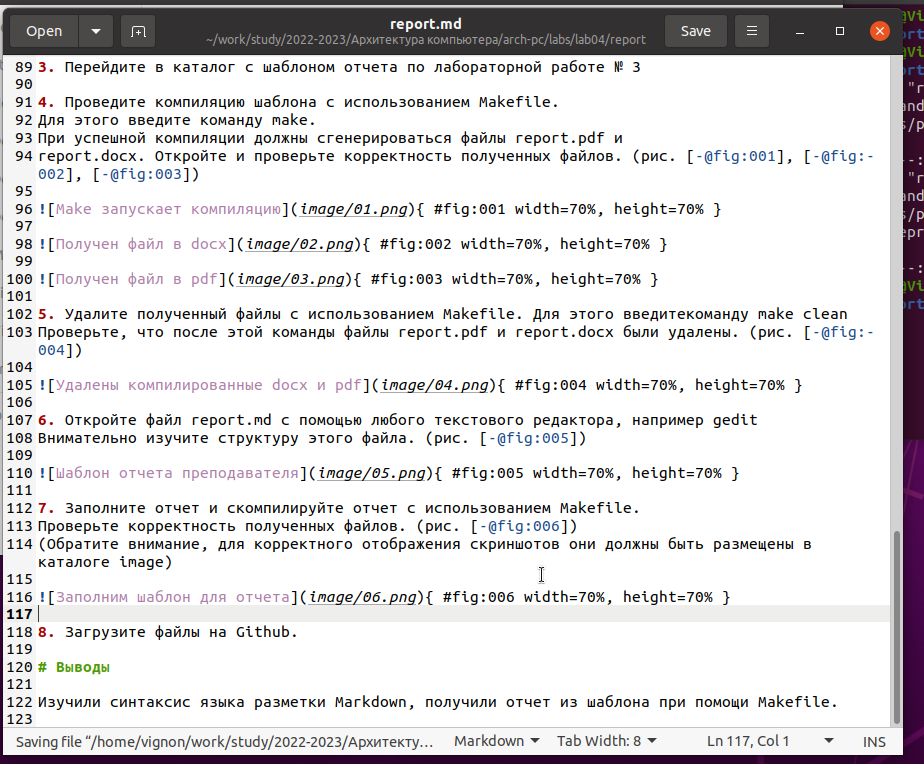 Open
report.md
~/work/study/2022-2023/Архитектура компьютера/arch-pc/labs/lab04/report
Save
89 3. Перейдите в каталог с шаблоном отчета по лабораторной работе № 3
90
91 4. Проведите компиляцию шаблона с использованием Makefile.
92 Для этого введите команду make.
93 При успешной компиляции должны сгенерироваться файлы report.pdf и
94 report.docx. Откройте и проверьте корректность полученных файлов. (рис. [-@fig:001], [-@fig:-
002], [-@fig:003])
95
96 ![Make запускает компиляцию](image/01.png){ #fig:001 width=70%, height=70% }
97
98 ![Получен файл в docx](image/02.png){ #fig:002 width=70%, height=70% }
99
100 ![Получен файл в pdf](image/03.png){ #fig:003 width=70%, height=70% }
101
102 5. Удалите полученный файлы с использованием Makefile. Для этого введитекоманду make clean
103 Проверьте, что после этой команды файлы report.pdf и report.docx были удалены. (рис. [-@fig:-
004])
104
105 ![Удалены компилированные docx и pdf](image/04.png){ #fig:004 width=70%, height=70% }
106
107 6. Откройте файл report.md c помощью любого текстового редактора, например gedit
108 Внимательно изучите структуру этого файла. (рис. [-@fig:005])
109
110 ![Шаблон отчета преподавателя](image/05.png){ #fig:005 width=70%, height=70% }
111
112 7. Заполните отчет и скомпилируйте отчет с использованием Makefile.
113 Проверьте корректность полученных файлов. (рис. [-@fig:006])
114 (Обратите внимание, для корректного отображения скриншотов они должны быть размещены в
каталоге image)
115
116 ![Заполним шаблон для отчета](image/06.png){ #fig:006 width=70%, height=70% }
117
118 8. Загрузите файлы на Github.
119
120 # Выводы
121
122 Изучили синтаксис языка разметки Markdown, получили отчет из шаблона при помощи Makefile.
123
Saving file “/home/vignon/work/study/2022-2023/Архитекту…
Markdown
Tab Width: 8
Ln 117, Col 1
INS